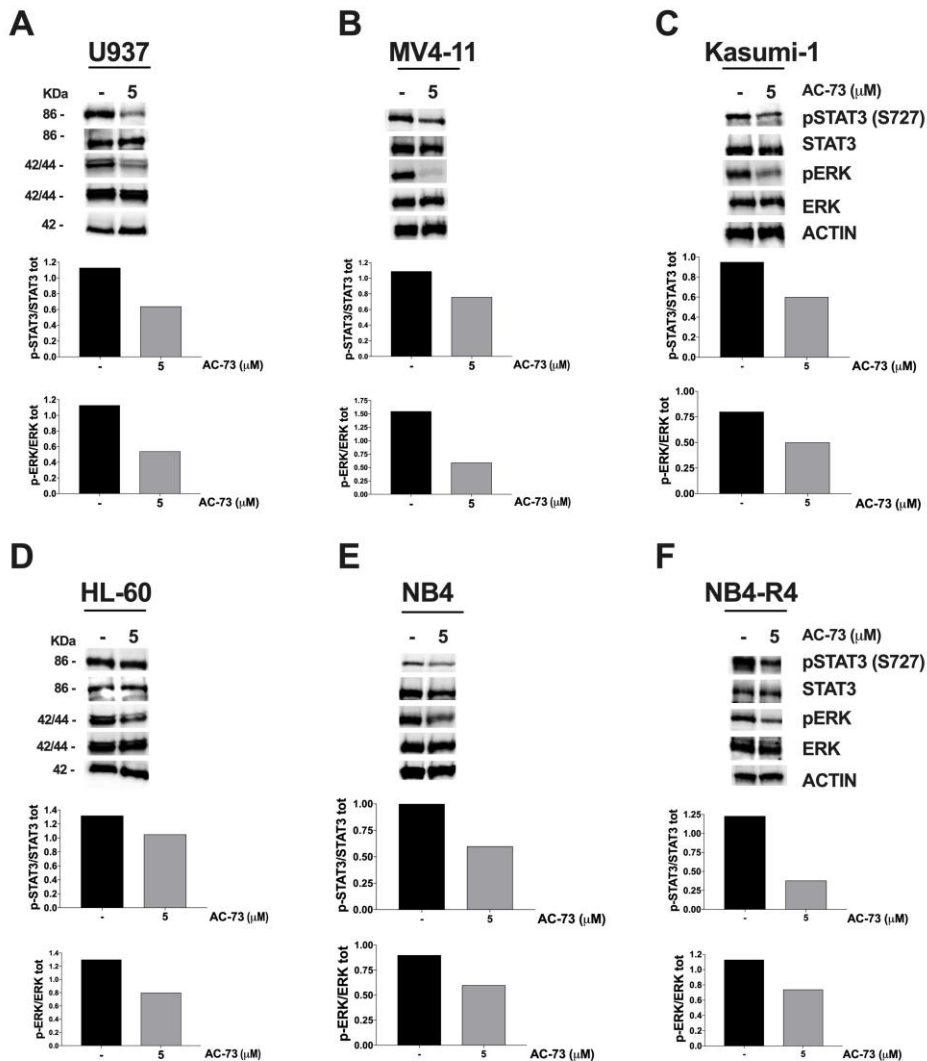 A
U937
KDa
- 5
86 -
86 -
42/44 -
42/44 -
42 -
p-STAT3/STAT3 tot
1.2
1.0
0.8
0.6
0.4
0.2
0.0
- 5 AC-73 (μM)
p-ERK/ERK tot
1.2
1.0
0.8
0.6
0.4
0.2
0.0
- 5 AC-73 (μM)
B
MV4-11
- 5
p-STAT3/STAT3 tot
1.2
1.0
0.8
0.6
0.4
0.2
0.0
- 5 AC-73 (μM)
p-ERK/ERK tot
1.75
1.50
1.25
1.00
0.75
0.50
0.25
0.00
- 5 AC-73 (μM)
C
Kasumi-1
- 5 AC-73 (μM)
pSTAT3 (S727)
STAT3
pERK
ERK
ACTIN
p-STAT3/STAT3 tot
1.0
0.8
0.6
0.4
0.2
0.0
- 5 AC-73 (μM)
p-ERK/ERK tot
1.00
0.75
0.50
0.25
0.00
- 5 AC-73 (μM)
D
HL-60
KDa
- 5
86 -
86 -
42/44 -
42/44 -
42 -
p-STAT3/STAT3 tot
1.4
1.2
1.0
0.8
0.6
0.4
0.2
0.0
- 5 AC-73 (μM)
p-ERK/ERK tot
1.4
1.2
1.0
0.8
0.6
0.4
0.2
0.0
- 5 AC-73 (μM)
E
NB4
- 5
p-STAT3/STAT3 tot
1.00
0.75
0.50
0.25
0.00
- 5 AC-73 (μM)
p-ERK/ERK tot
1.00
0.75
0.50
0.25
0.00
- 5 AC-73 (μM)
F
NB4-R4
- 5 AC-73 (μM)
pSTAT3 (S727)
STAT3
pERK
ERK
ACTIN
p-STAT3/STAT3 tot
1.25
1.00
0.75
0.50
0.25
0.00
- 5 AC-73 (μM)
p-ERK/ERK tot
1.2
1.0
0.8
0.6
0.4
0.2
0.0
- 5 AC-73 (μM)